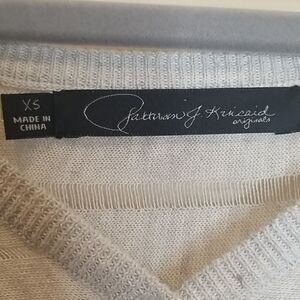 XS
MADE IN
CHINA
Patterson J. Kincaid
originals